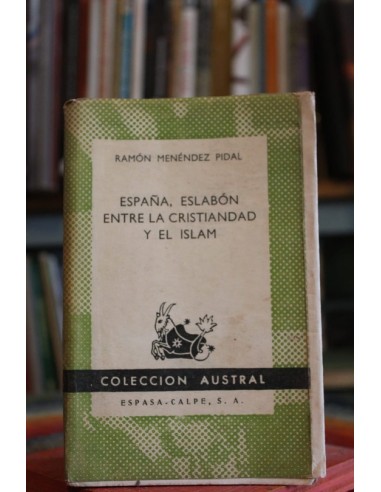 RAMÓN MENÉNDEZ PIDAL
ESPAÑA, ESLABÓN
ENTRE LA CRISTIANDAD
Y EL ISLAM
COLECCION AUSTRAL
ESPASA-CALPE, S. A.